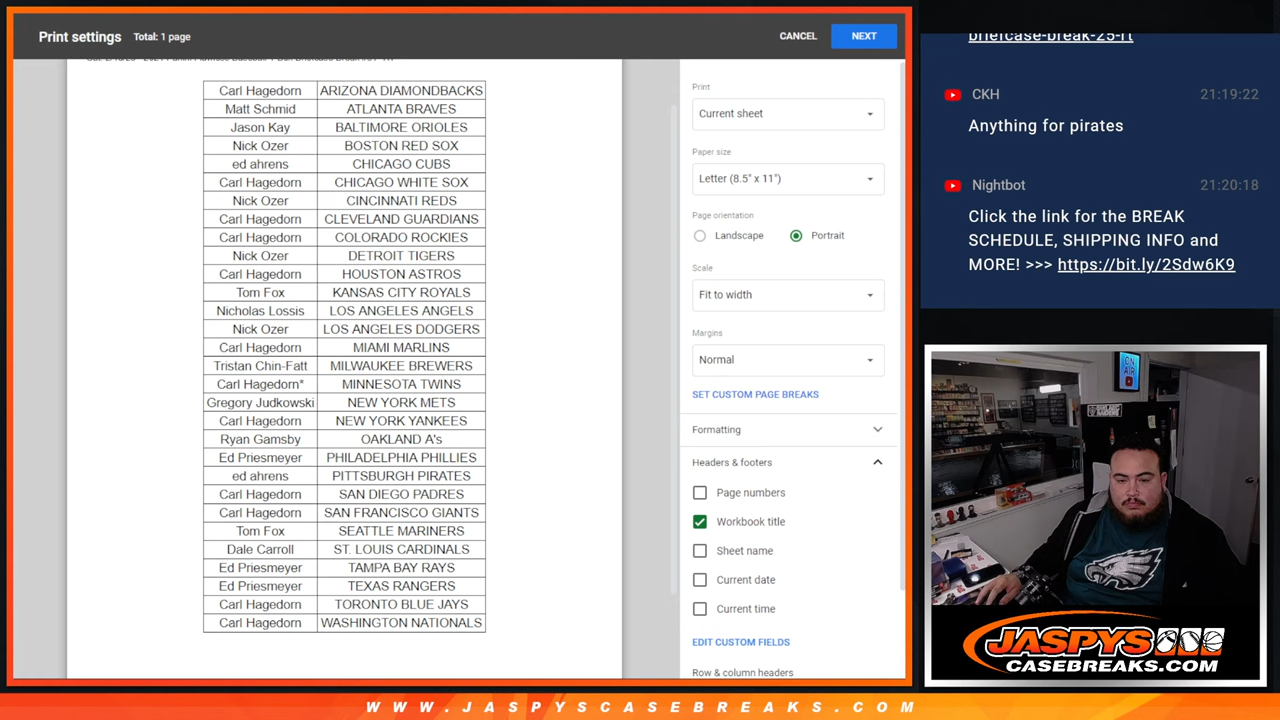 Print settings Total: 1 page
CANCEL
NEXT
Carl Hagedorn ARIZONA DIAMONDBACKS
Matt Schmid ATLANTA BRAVES
Jason Kay BALTIMORE ORIOLES
Nick Ozer BOSTON RED SOX
ed ahrens CHICAGO CUBS
Carl Hagedorn CHICAGO WHITE SOX
Nick Ozer CINCINNATI REDS
Carl Hagedorn CLEVELAND GUARDIANS
Carl Hagedorn COLORADO ROCKIES
Nick Ozer DETROIT TIGERS
Carl Hagedorn HOUSTON ASTROS
Tom Fox KANSAS CITY ROYALS
Nicholas Lossis LOS ANGELES ANGELS
Nick Ozer LOS ANGELES DODGERS
Carl Hagedorn MIAMI MARLINS
Tristan Chin-Fatt MILWAUKEE BREWERS
Carl Hagedorn* MINNESOTA TWINS
Gregory Judkowski NEW YORK METS
Carl Hagedorn NEW YORK YANKEES
Ryan Gamsby OAKLAND A's
Ed Priesmeyer PHILADELPHIA PHILLIES
ed ahrens PITTSBURGH PIRATES
Carl Hagedorn SAN DIEGO PADRES
Carl Hagedorn SAN FRANCISCO GIANTS
Tom Fox SEATTLE MARINERS
Dale Carroll ST. LOUIS CARDINALS
Ed Priesmeyer TAMPA BAY RAYS
Ed Priesmeyer TEXAS RANGERS
Carl Hagedorn TORONTO BLUE JAYS
Carl Hagedorn WASHINGTON NATIONALS
Print
Current sheet
Paper size
Letter (8.5" x 11")
Page orientation
Landscape
Portrait
Scale
Fit to width
Margins
Normal
SET CUSTOM PAGE BREAKS
Formatting
Headers & footers
Page numbers
Workbook title
Sheet name
Current date
Current time
EDIT CUSTOM FIELDS
Row & column headers
briefcase-break-25-rt
CKH 21:19:22
Anything for pirates
Nightbot 21:20:18
Click the link for the BREAK
SCHEDULE, SHIPPING INFO and
MORE! >>> https://bit.ly/2Sdw6K9
ON
AIR
JASPYS
CASEBREAKS.COM
WWW.JASPYSCASEBREAKS.COM